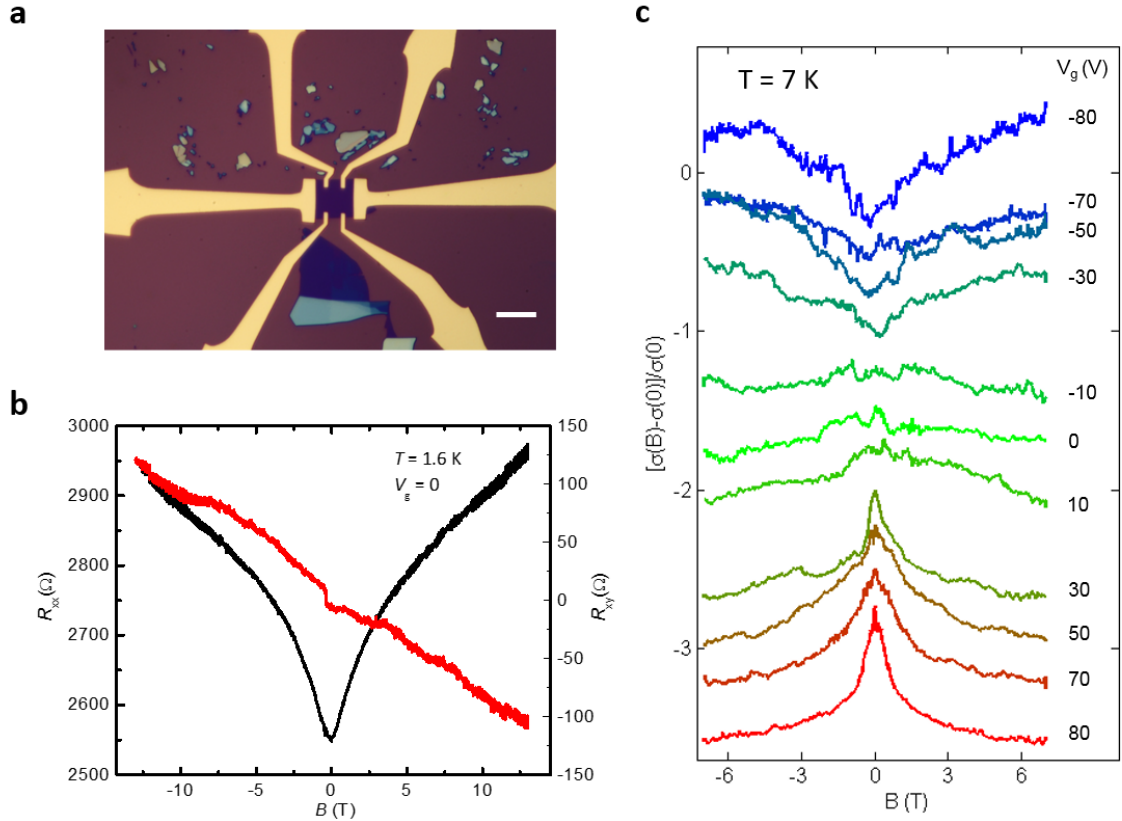 a
b
3000
2900
2800
2700
2600
2500
Rxx(Ω)
T = 1.6 K
Vg = 0
150
100
50
0
-50
-100
-150
Rxy(Ω)
-10 -5 0 5 10
B (T)
c
T = 7 K
Vg (V)
0
-1
-2
-3
[σ(B)-σ(0)]/σ(0)
-80
-70
-50
-30
-10
0
10
30
50
70
80
-6 -3 0 3 6
B (T)